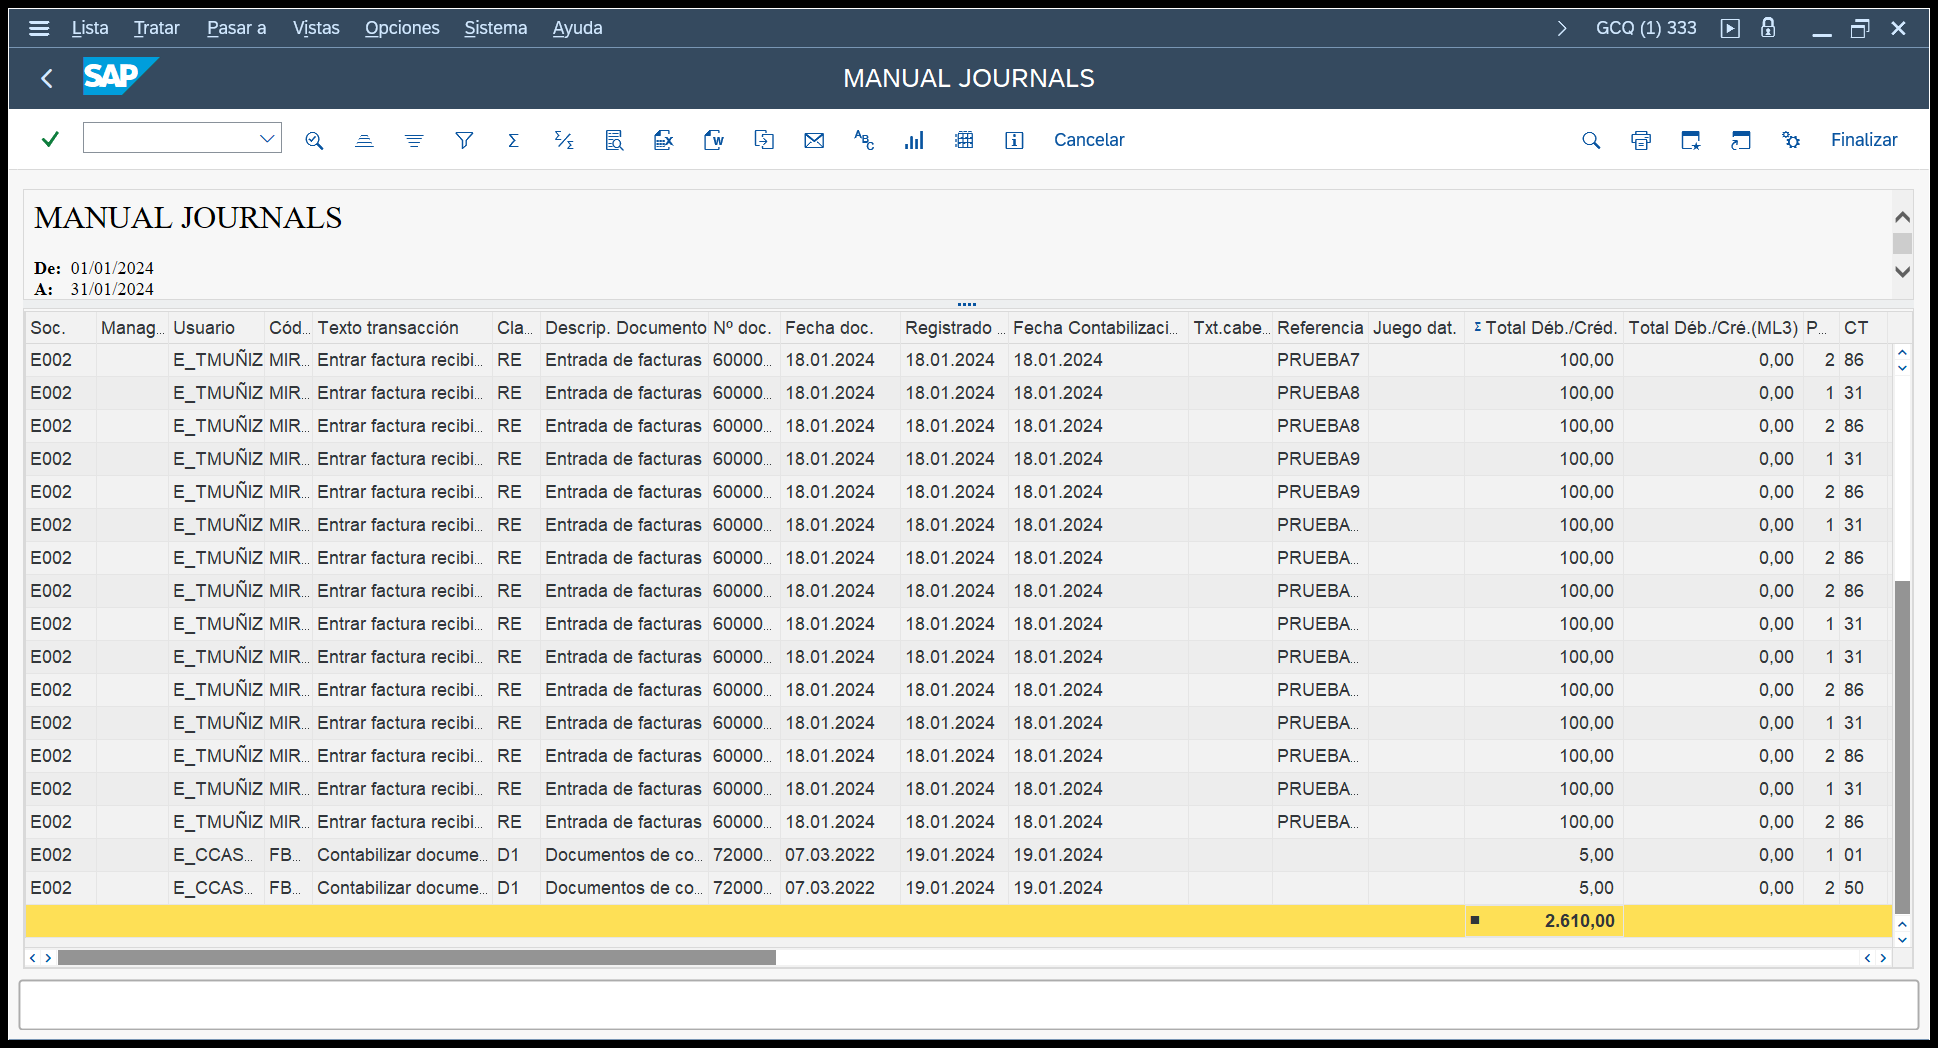 Lista Tratar Pasar a Vistas Opciones Sistema Ayuda GCQ (1) 333
SAP MANUAL JOURNALS
Cancelar Finalizar
MANUAL JOURNALS
De: 01/01/2024
A: 31/01/2024
Soc. Manag... Usuario Cód... Texto transacción Cla... Descrip. Documento Nº doc. Fecha doc. Registrado ... Fecha Contabilizaci... Txt.cabe... Referencia Juego dat. Σ Total Déb./Créd. Total Déb./Cré.(ML3) P... CT
E002 E_TMUÑIZ MIR... Entrar factura recibi... RE Entrada de facturas 60000... 18.01.2024 18.01.2024 18.01.2024 PRUEBA7 100,00 0,00 2 86
E002 E_TMUÑIZ MIR... Entrar factura recibi... RE Entrada de facturas 60000... 18.01.2024 18.01.2024 18.01.2024 PRUEBA8 100,00 0,00 1 31
E002 E_TMUÑIZ MIR... Entrar factura recibi... RE Entrada de facturas 60000... 18.01.2024 18.01.2024 18.01.2024 PRUEBA8 100,00 0,00 2 86
E002 E_TMUÑIZ MIR... Entrar factura recibi... RE Entrada de facturas 60000... 18.01.2024 18.01.2024 18.01.2024 PRUEBA9 100,00 0,00 1 31
E002 E_TMUÑIZ MIR... Entrar factura recibi... RE Entrada de facturas 60000... 18.01.2024 18.01.2024 18.01.2024 PRUEBA9 100,00 0,00 2 86
E002 E_TMUÑIZ MIR... Entrar factura recibi... RE Entrada de facturas 60000... 18.01.2024 18.01.2024 18.01.2024 PRUEBA... 100,00 0,00 1 31
E002 E_TMUÑIZ MIR... Entrar factura recibi... RE Entrada de facturas 60000... 18.01.2024 18.01.2024 18.01.2024 PRUEBA... 100,00 0,00 2 86
E002 E_TMUÑIZ MIR... Entrar factura recibi... RE Entrada de facturas 60000... 18.01.2024 18.01.2024 18.01.2024 PRUEBA... 100,00 0,00 2 86
E002 E_TMUÑIZ MIR... Entrar factura recibi... RE Entrada de facturas 60000... 18.01.2024 18.01.2024 18.01.2024 PRUEBA... 100,00 0,00 1 31
E002 E_TMUÑIZ MIR... Entrar factura recibi... RE Entrada de facturas 60000... 18.01.2024 18.01.2024 18.01.2024 PRUEBA... 100,00 0,00 1 31
E002 E_TMUÑIZ MIR... Entrar factura recibi... RE Entrada de facturas 60000... 18.01.2024 18.01.2024 18.01.2024 PRUEBA... 100,00 0,00 2 86
E002 E_TMUÑIZ MIR... Entrar factura recibi... RE Entrada de facturas 60000... 18.01.2024 18.01.2024 18.01.2024 PRUEBA... 100,00 0,00 1 31
E002 E_TMUÑIZ MIR... Entrar factura recibi... RE Entrada de facturas 60000... 18.01.2024 18.01.2024 18.01.2024 PRUEBA... 100,00 0,00 2 86
E002 E_TMUÑIZ MIR... Entrar factura recibi... RE Entrada de facturas 60000... 18.01.2024 18.01.2024 18.01.2024 PRUEBA... 100,00 0,00 1 31
E002 E_TMUÑIZ MIR... Entrar factura recibi... RE Entrada de facturas 60000... 18.01.2024 18.01.2024 18.01.2024 PRUEBA... 100,00 0,00 2 86
E002 E_CCAS... FB... Contabilizar docume... D1 Documentos de co... 72000... 07.03.2022 19.01.2024 19.01.2024 5,00 0,00 1 01
E002 E_CCAS... FB... Contabilizar docume... D1 Documentos de co... 72000... 07.03.2022 19.01.2024 19.01.2024 5,00 0,00 2 50
2.610,00